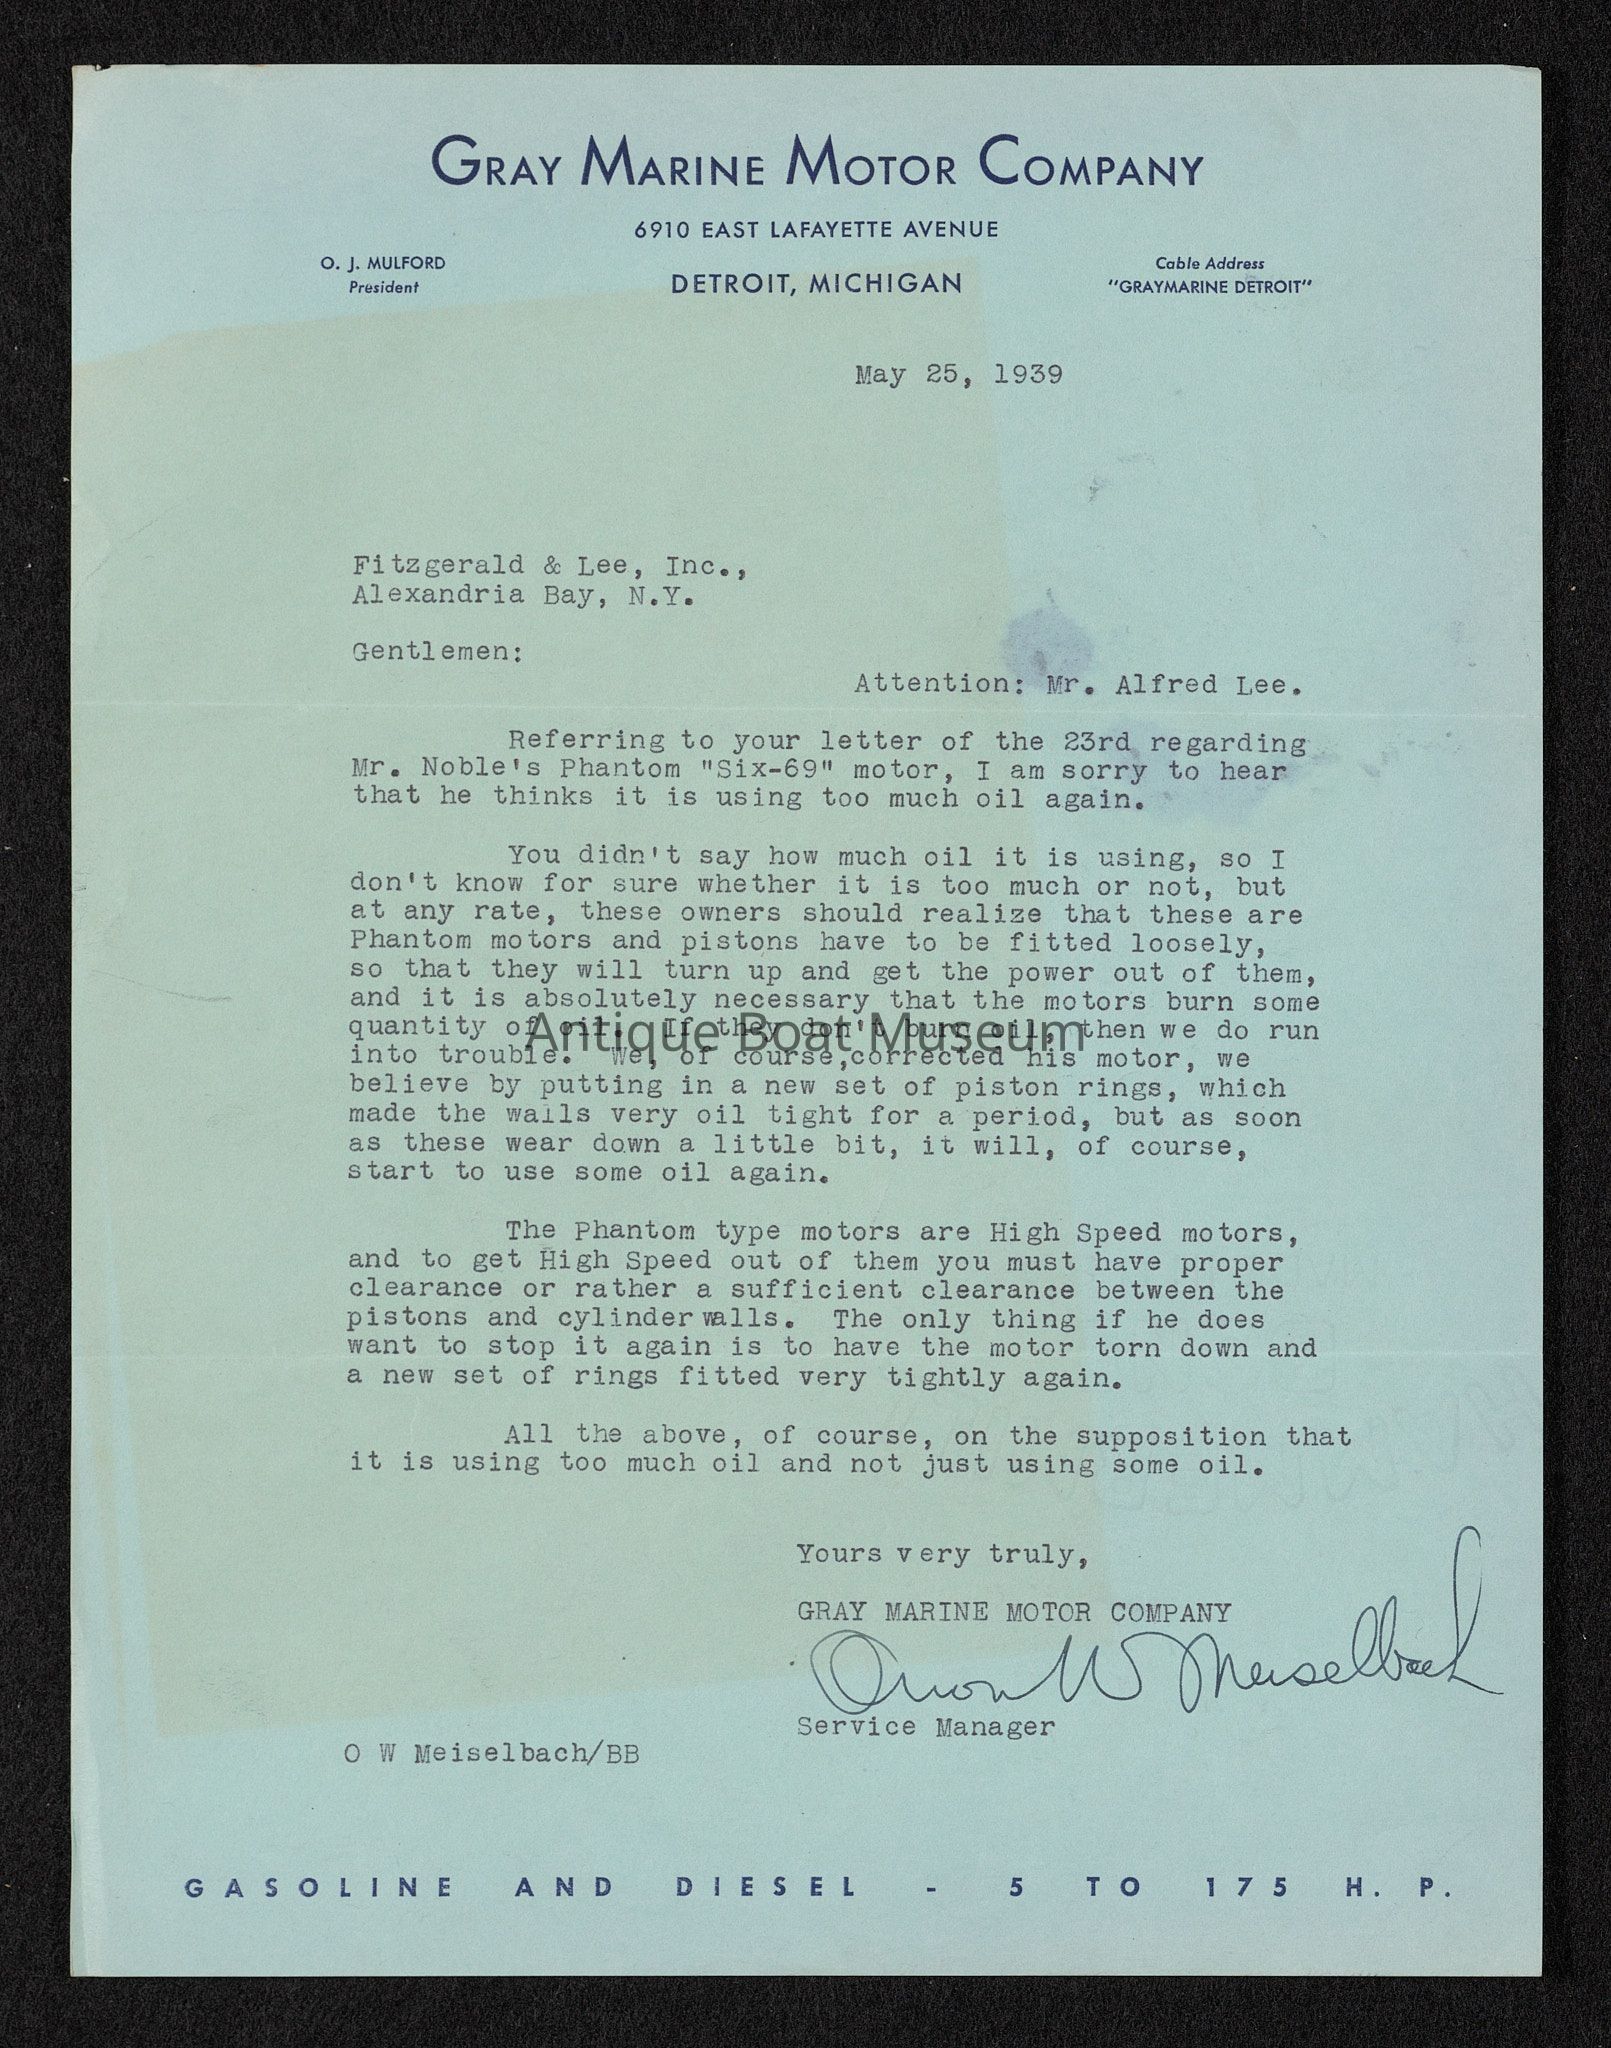 GRAY MARINE MOTOR COMPANY
6910 EAST LAFAYETTE AVENUE
O. J. MULFORD
President
DETROIT, MICHIGAN
Cable Address
"GRAYMARINE DETROIT"
May 25, 1939
Fitzgerald & Lee, Inc.,
Alexandria Bay, N.Y.
Gentlemen:
Attention: Mr. Alfred Lee.
Referring to your letter of the 23rd regarding
Mr. Noble's Phantom "Six-69" motor, I am sorry to hear
that he thinks it is using too much oil again.
You didn't say how much oil it is using, so I
don't know for sure whether it is too much or not, but
at any rate, these owners should realize that these are
Phantom motors and pistons have to be fitted loosely,
so that they will turn up and get the power out of them,
and it is absolutely necessary that the motors burn some
quantity of oil. If they don't burn oil, then we do run
Antique Boat Museum
into trouble. We, of course,corrected his motor, we
believe by putting in a new set of piston rings, which
made the walls very oil tight for a period, but as soon
as these wear down a little bit, it will, of course,
start to use some oil again.
The Phantom type motors are High Speed motors,
and to get High Speed out of them you must have proper
clearance or rather a sufficient clearance between the
pistons and cylinder walls. The only thing if he does
want to stop it again is to have the motor torn down and
a new set of rings fitted very tightly again.
All the above, of course, on the supposition that
it is using too much oil and not just using some oil.
Yours very truly,
GRAY MARINE MOTOR COMPANY
Orion W Meiselbach
Service Manager
O W Meiselbach/BB
GASOLINE AND DIESEL - 5 TO 175 H. P.